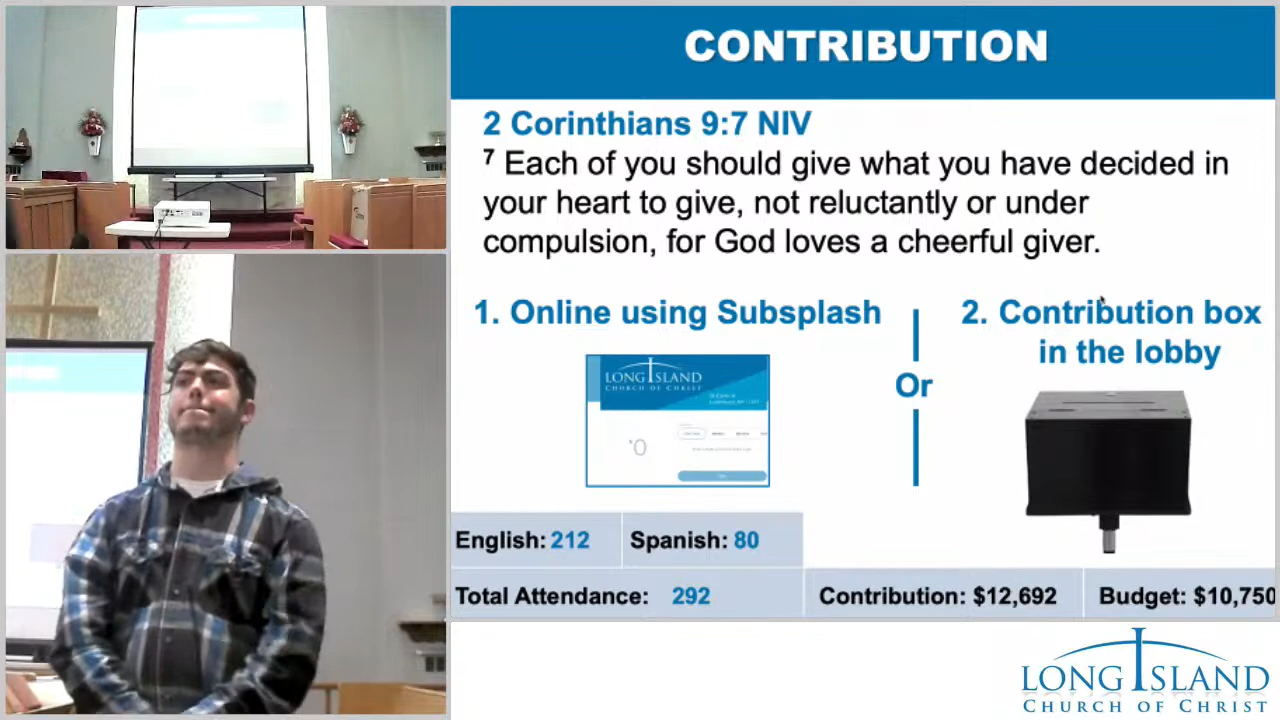 CONTRIBUTION
2 Corinthians 9:7 NIV
7 Each of you should give what you have decided in
your heart to give, not reluctantly or under
compulsion, for God loves a cheerful giver.
1. Online using Subsplash
Or
2. Contribution box
in the lobby
LONG ISLAND
CHURCH OF CHRIST
English: 212
Spanish: 80
Total Attendance: 292
Contribution: $12,692
Budget: $10,750
LONG ISLAND
CHURCH OF CHRIST